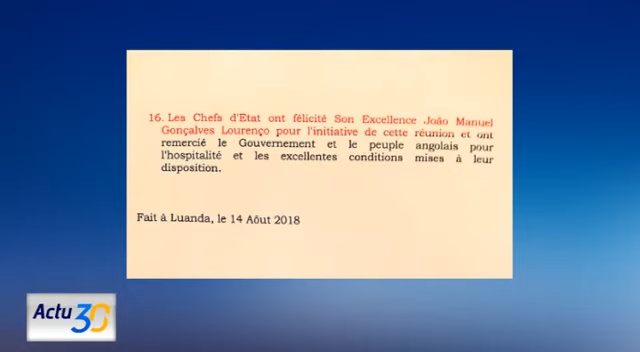 16. Les Chefs d'Etat ont félicité Son Excellence João Manuel
Gonçalves Lourenço pour l'initiative de cette réunion et ont
remercié le Gouvernement et le peuple angolais pour
l'hospitalité et les excellentes conditions mises à leur
disposition.
Fait à Luanda, le 14 Aôut 2018
Actu 30